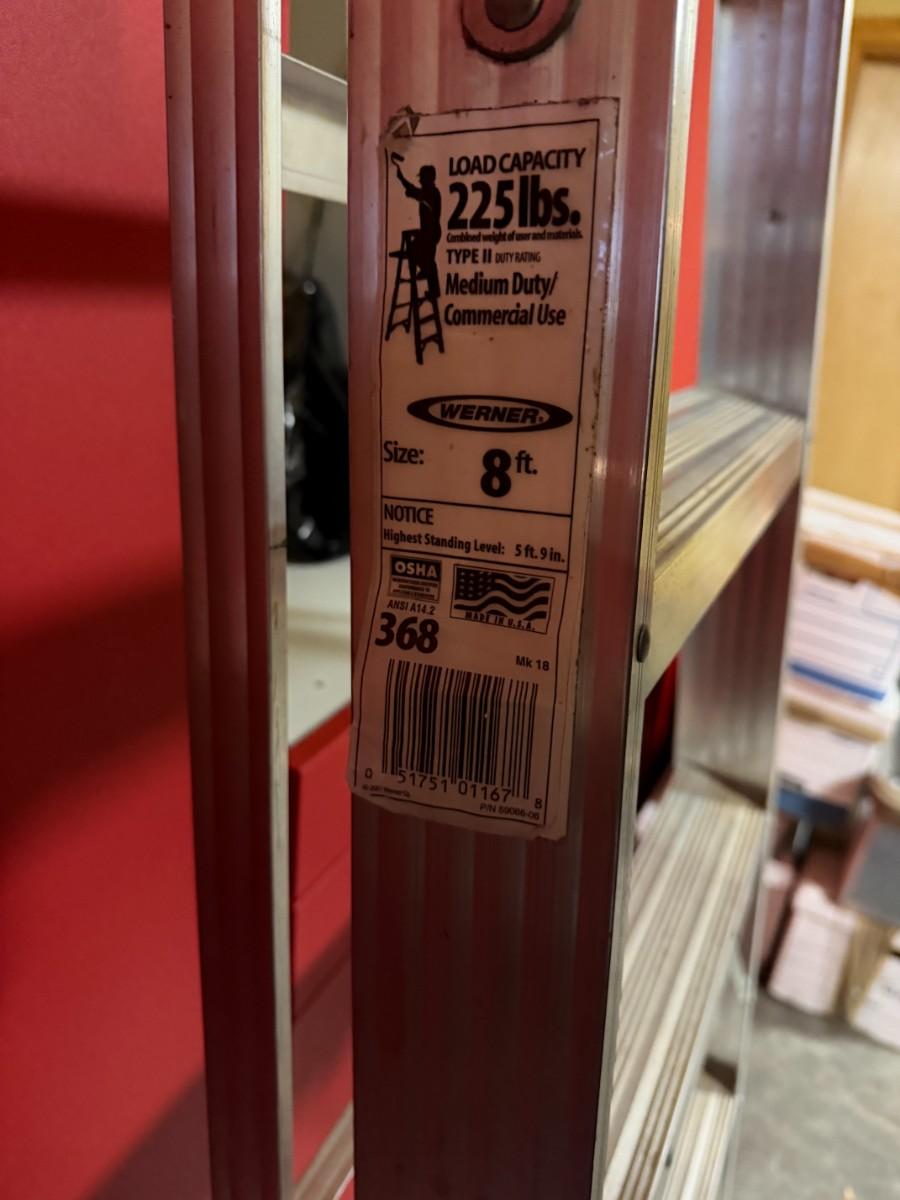 LOAD CAPACITY
225 lbs.
Combined weight of user and materials.
TYPE II DUTY RATING
Medium Duty/
Commercial Use
WERNER®
Size:
8 ft.
NOTICE
Highest Standing Level: 5 ft. 9 in.
OSHA
ANSI A14.2
MADE IN U.S.A.
368
Mk 18
0 51751 01167 8
P/N 59066-06